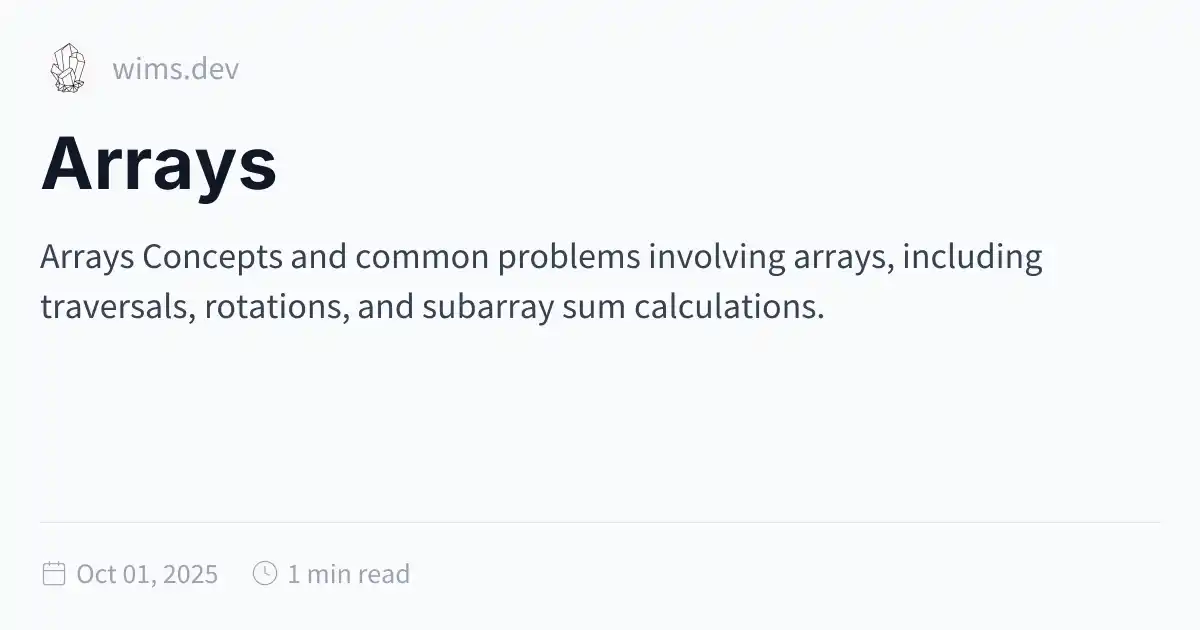 wims.dev
Arrays
Arrays Concepts and common problems involving arrays, including
traversals, rotations, and subarray sum calculations.
Oct 01, 2025 1 min read